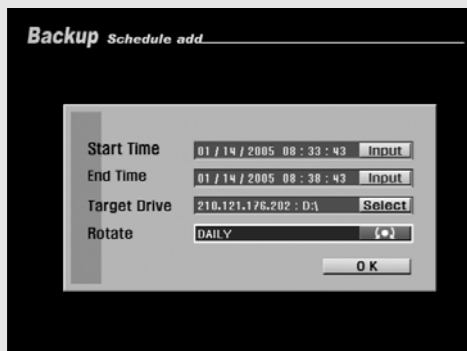 Backup Schedule add
Start Time 01 / 14 / 2005 08 : 33 : 43 Input
End Time 01 / 14 / 2005 08 : 38 : 43 Input
Target Drive 210.121.176.202 : D:\ Select
Rotate DAILY
OK